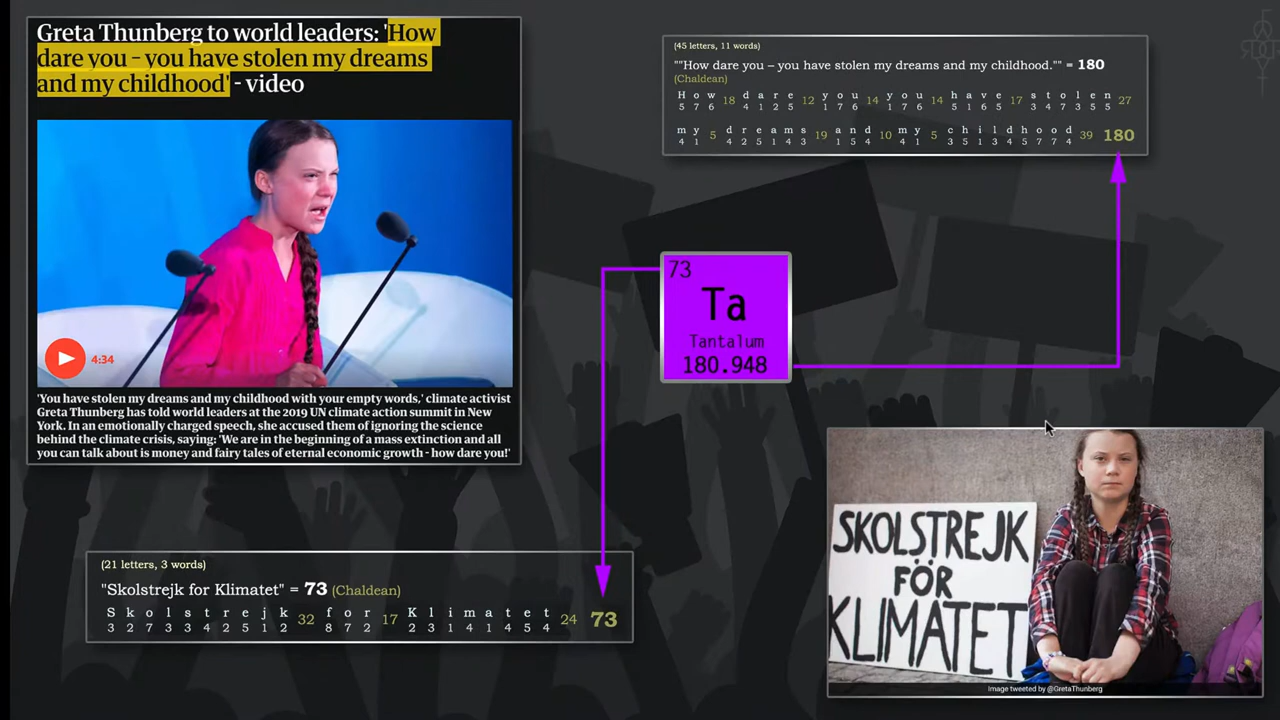 Greta Thunberg to world leaders: 'How
dare you – you have stolen my dreams
and my childhood' - video
4:34
'You have stolen my dreams and my childhood with your empty words,' climate activist
Greta Thunberg has told world leaders at the 2019 UN climate action summit in New
York. In an emotionally charged speech, she accused them of ignoring the science
behind the climate crisis, saying: 'We are in the beginning of a mass extinction and all
you can talk about is money and fairy tales of eternal economic growth - how dare you!'
(45 letters, 11 words)
""How dare you – you have stolen my dreams and my childhood."" = 180
(Chaldean)
H o w 18 d a r e 12 y o u 14 y o u 14 h a v e 17 s t o l e n 27
5 7 6 4 1 2 5 1 7 6 1 7 6 5 1 6 5 3 4 7 3 5 5
m y 5 d r e a m s 19 a n d 10 m y 5 c h i l d h o o d 39 180
4 1 4 2 5 1 4 3 1 5 4 4 1 3 5 1 3 4 5 7 7 4
73
Ta
Tantalum
180.948
(21 letters, 3 words)
"Skolstrejk for Klimatet" = 73 (Chaldean)
S k o l s t r e j k 32 f o r 17 K l i m a t e t 24 73
3 2 7 3 3 4 2 5 1 2 8 7 2 2 3 1 4 1 4 5 4
SKOLSTREJK
FÖR
KLIMATET
Image tweeted by @GretaThunberg